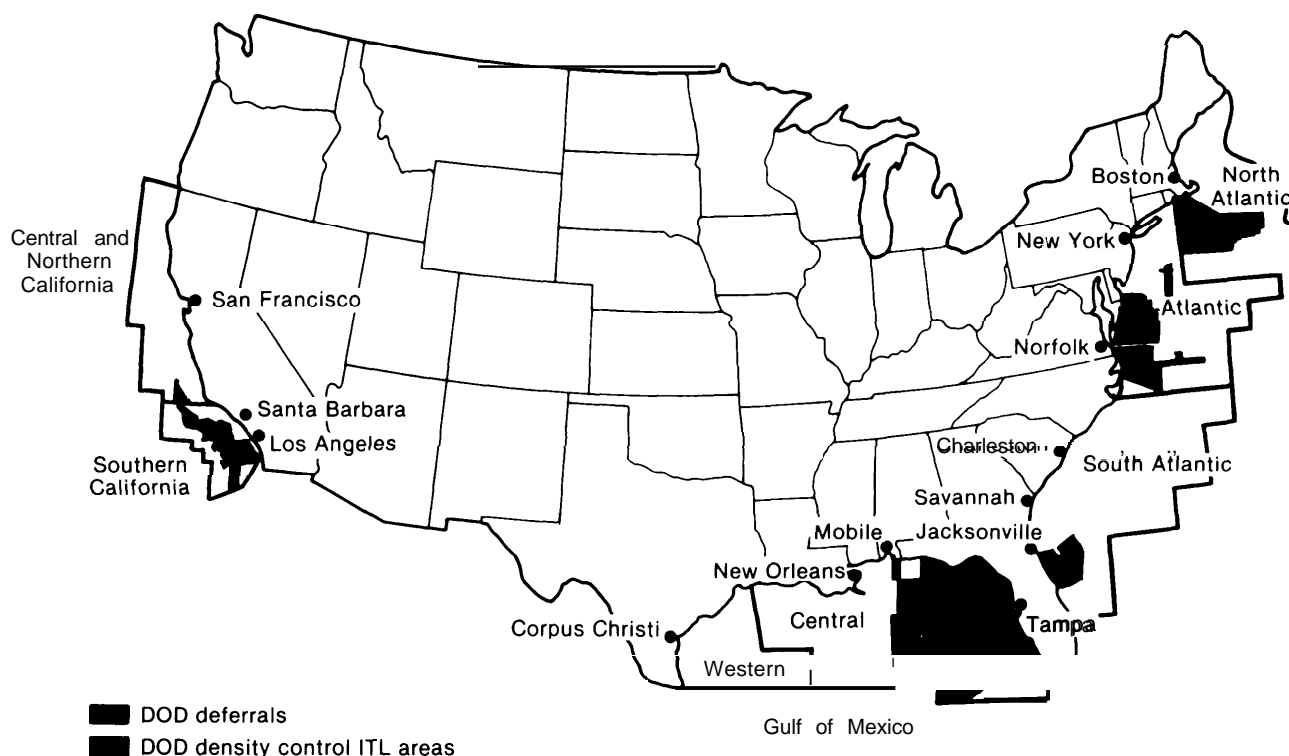 Boston
North
Atlantic
New York
Central and
Northern
California
San Francisco
Atlantic
Norfolk
Santa Barbara
Los Angeles
Southern
California
Charleston
South Atlantic
Savannah
Mobile
Jacksonville
New Orleans
Central
Tampa
Corpus Christi
Western
DOD deferrals
Gulf of Mexico
DOD density control ITL areas